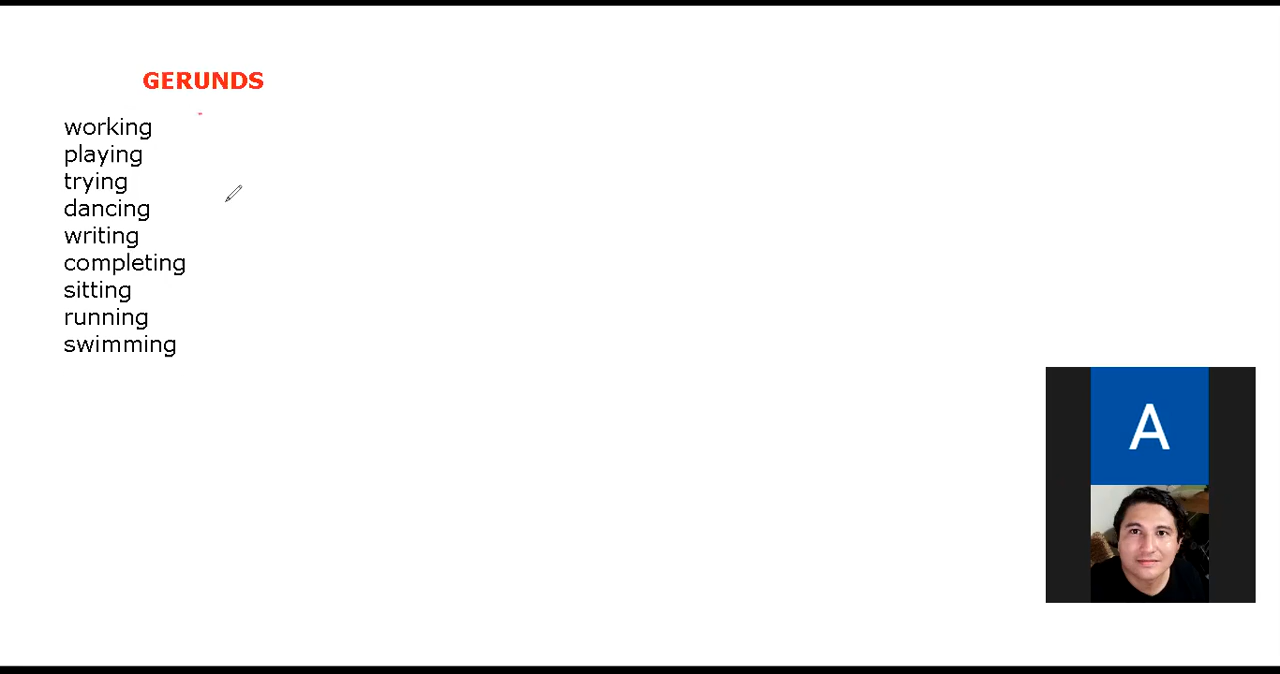 GERUNDS
working
playing
trying
dancing
writing
completing
sitting
running
swimming
A